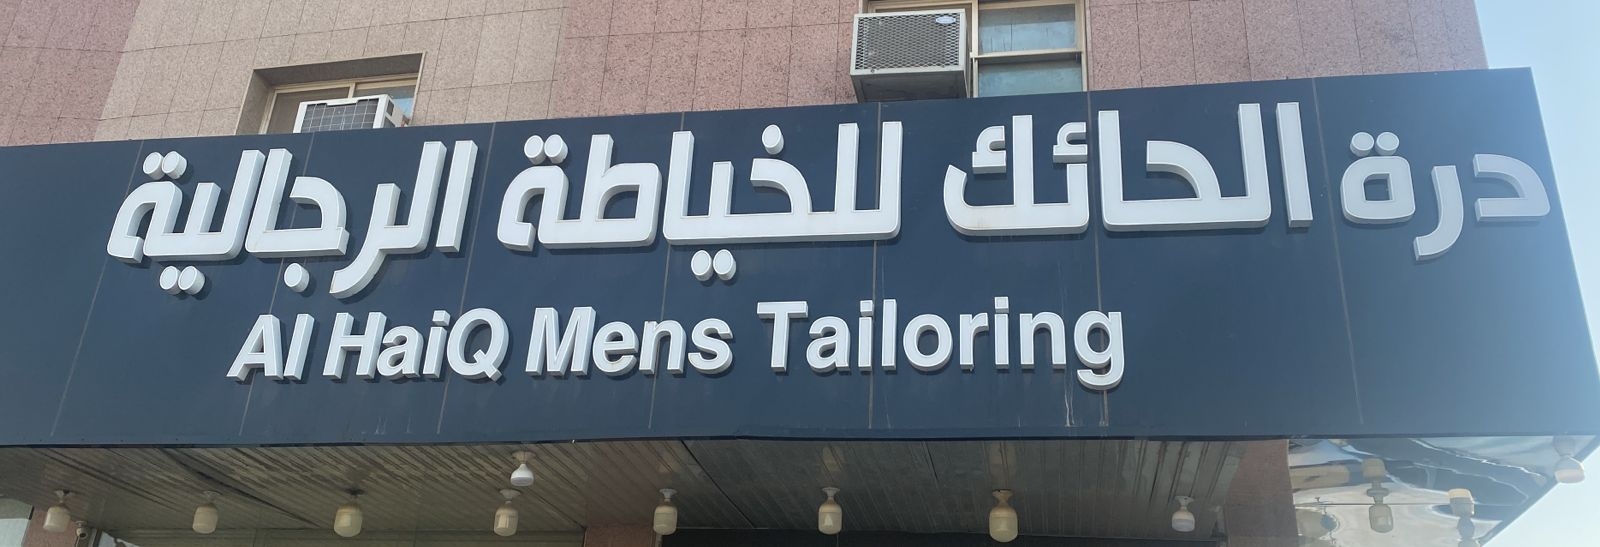 درة الحائك للخياطة الرجالية
Al HaiQ Mens Tailoring